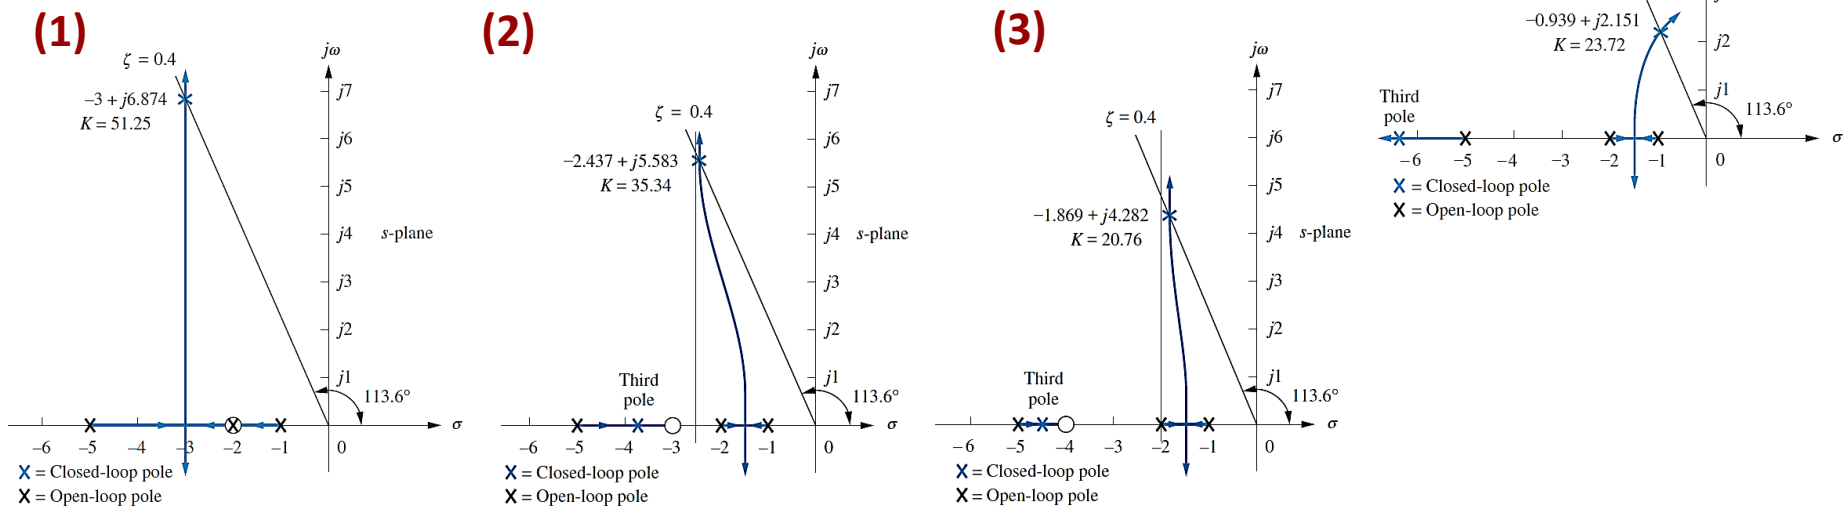 (1)
jω
ζ = 0.4
j7
−3 + j6.874
K = 51.25
j6
j5
j4
s-plane
j3
j2
j1
113.6°
σ
−6
−5
−4
−3
−2
−1
0
X = Closed-loop pole
X = Open-loop pole
(2)
jω
j7
ζ = 0.4
j6
−2.437 + j5.583
K = 35.34
j5
j4
s-plane
j3
j2
Third
pole
j1
113.6°
σ
−6
−5
−4
−3
−2
−1
0
X = Closed-loop pole
X = Open-loop pole
(3)
jω
j7
ζ = 0.4
j6
j5
−1.869 + j4.282
K = 20.76
j4
s-plane
j3
j2
Third
pole
j1
113.6°
σ
−6
−5
−4
−3
−2
−1
0
X = Closed-loop pole
X = Open-loop pole
−0.939 + j2.151
K = 23.72
j2
Third
pole
j1
113.6°
σ
−6
−5
−4
−3
−2
−1
0
X = Closed-loop pole
X = Open-loop pole